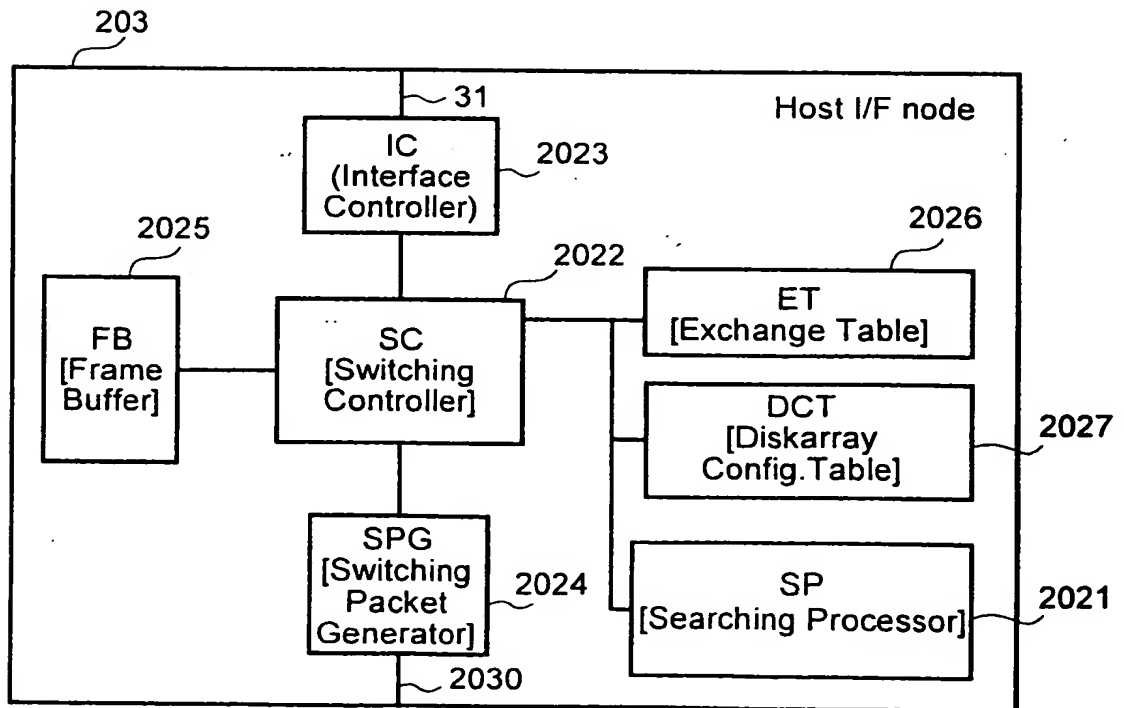 203
31
Host I/F node
IC
(Interface
Controller)
2023
2025
2022
2026
FB
[Frame
Buffer]
SC
[Switching
Controller]
ET
[Exchange Table]
DCT
[Diskarray
Config.Table]
2027
SPG
[Switching
Packet
Generator]
2024
SP
[Searching Processor]
2021
2030